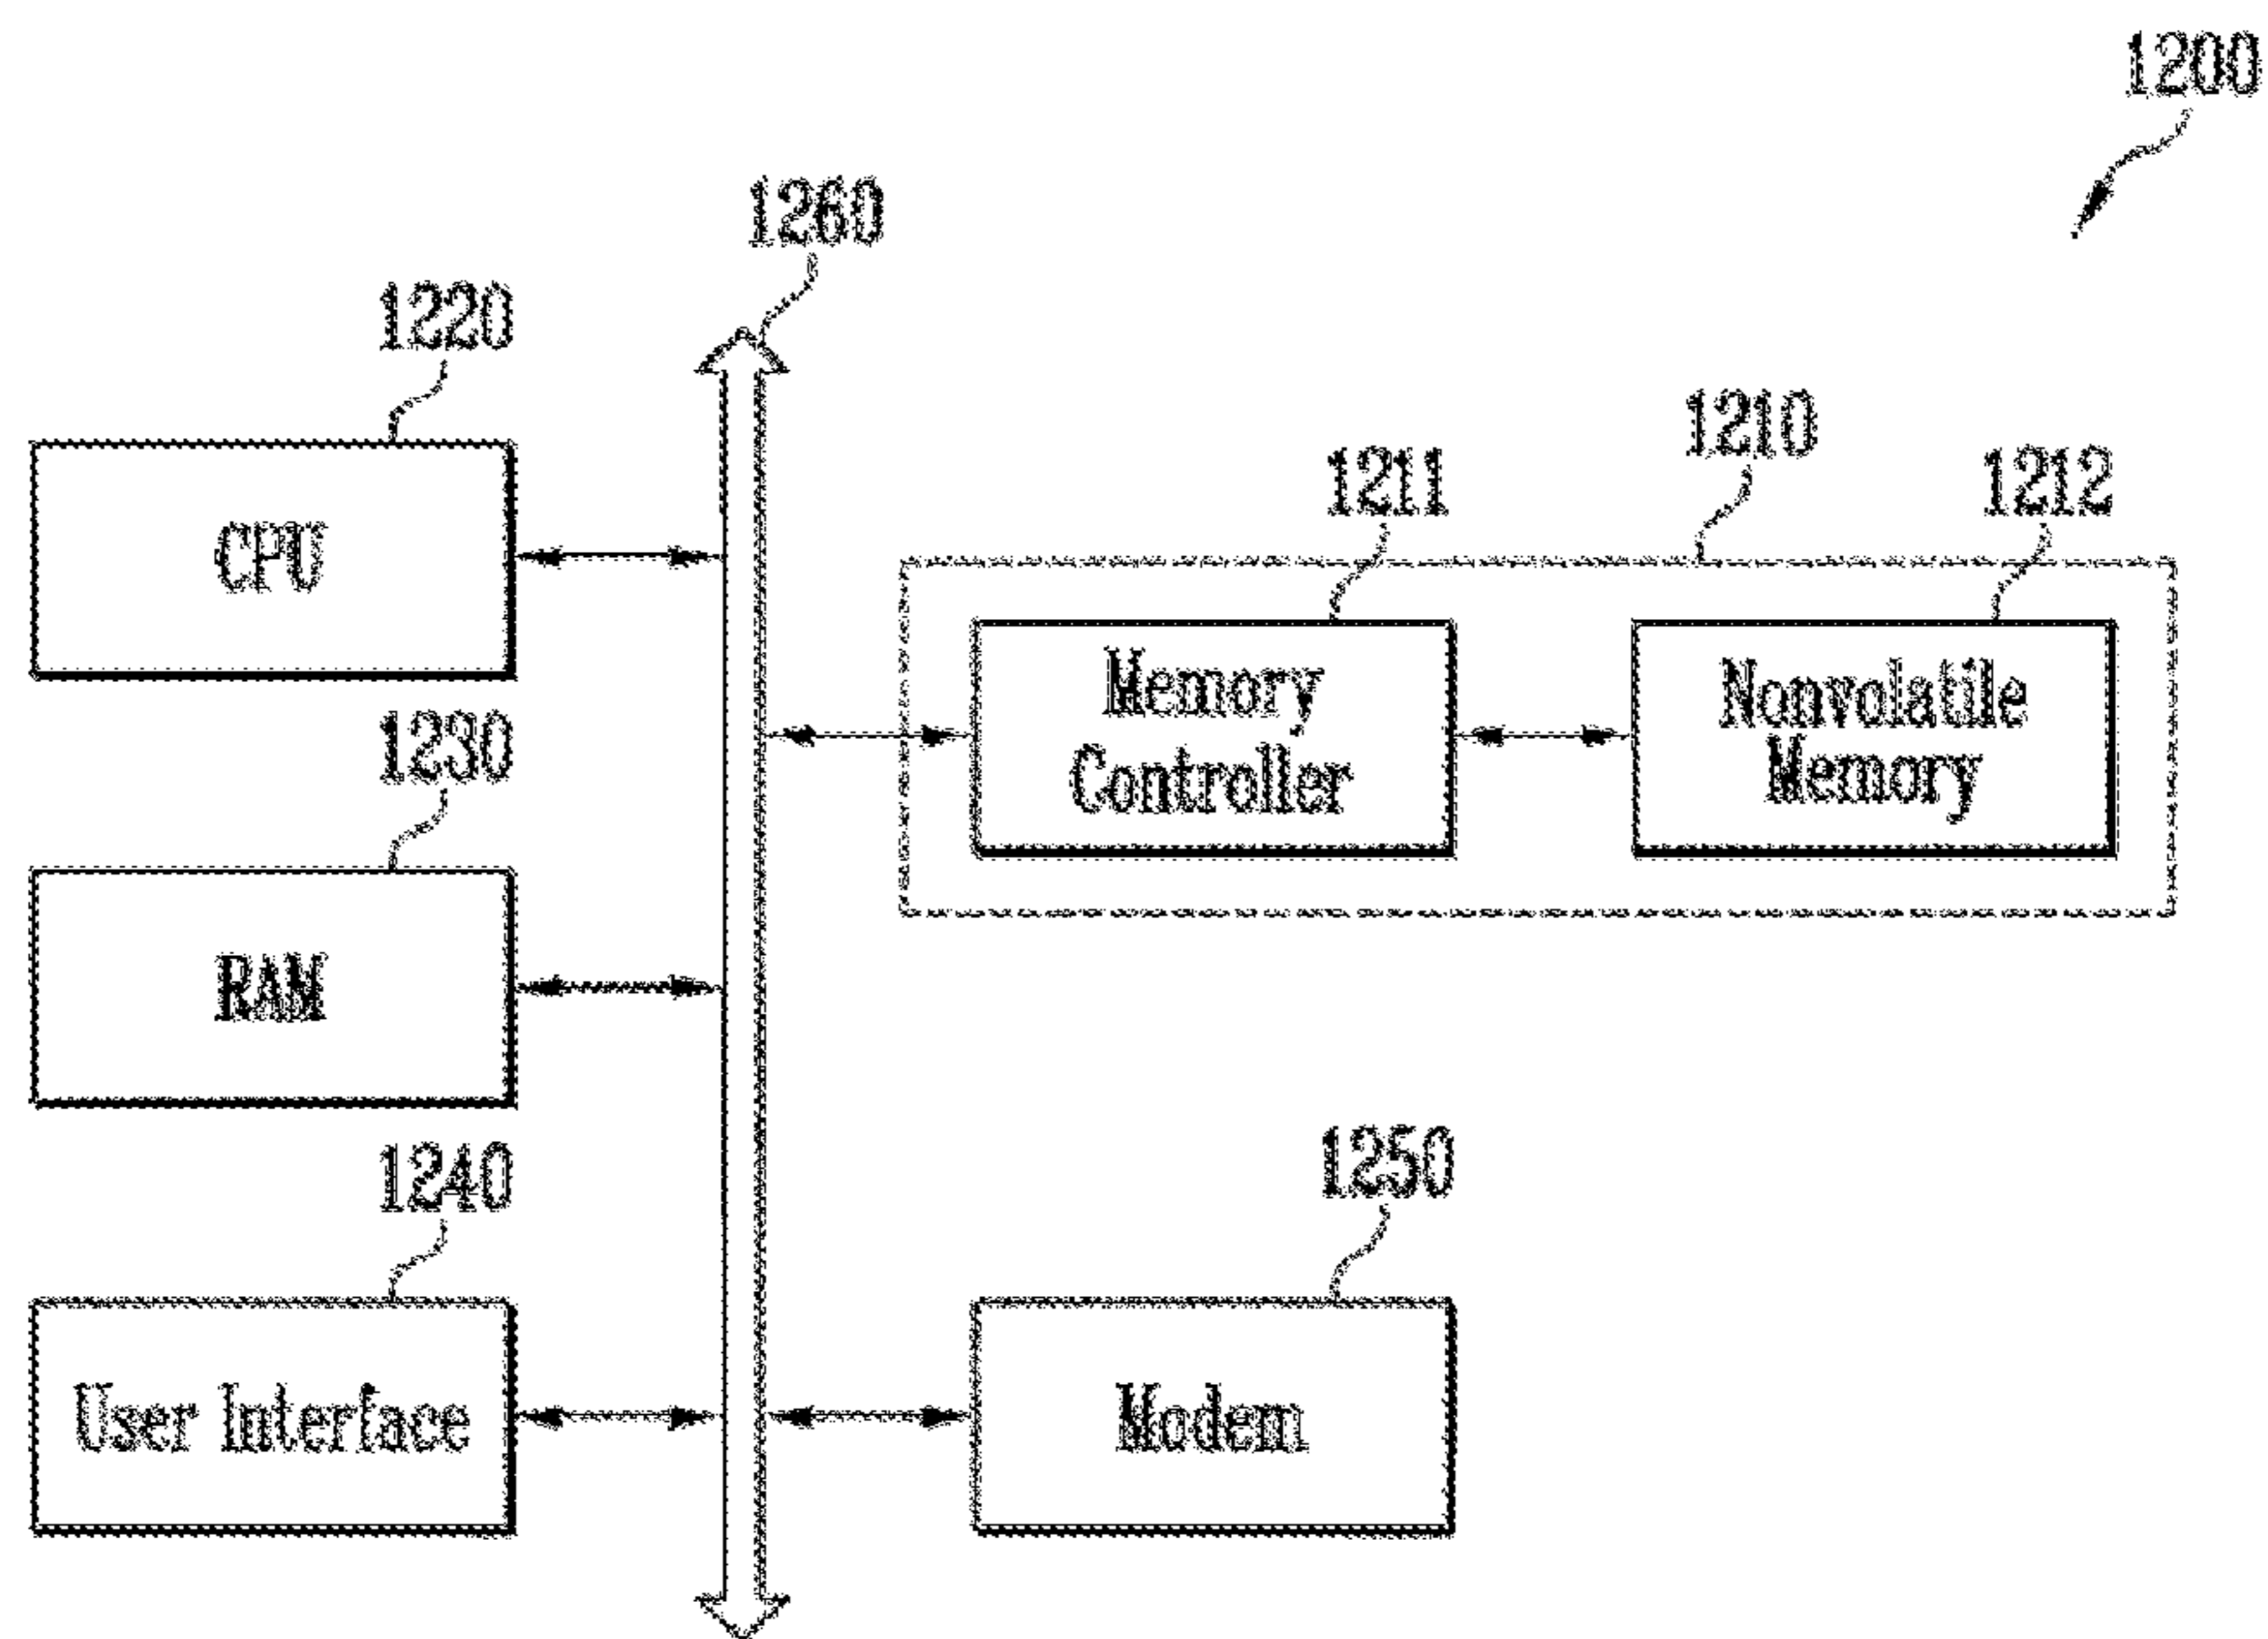 1200
1260
1220
1210
1211
1212
CPU
Memory
Controller
Nonvolatile
Memory
1230
RAM
1240
1250
User Interface
Modem